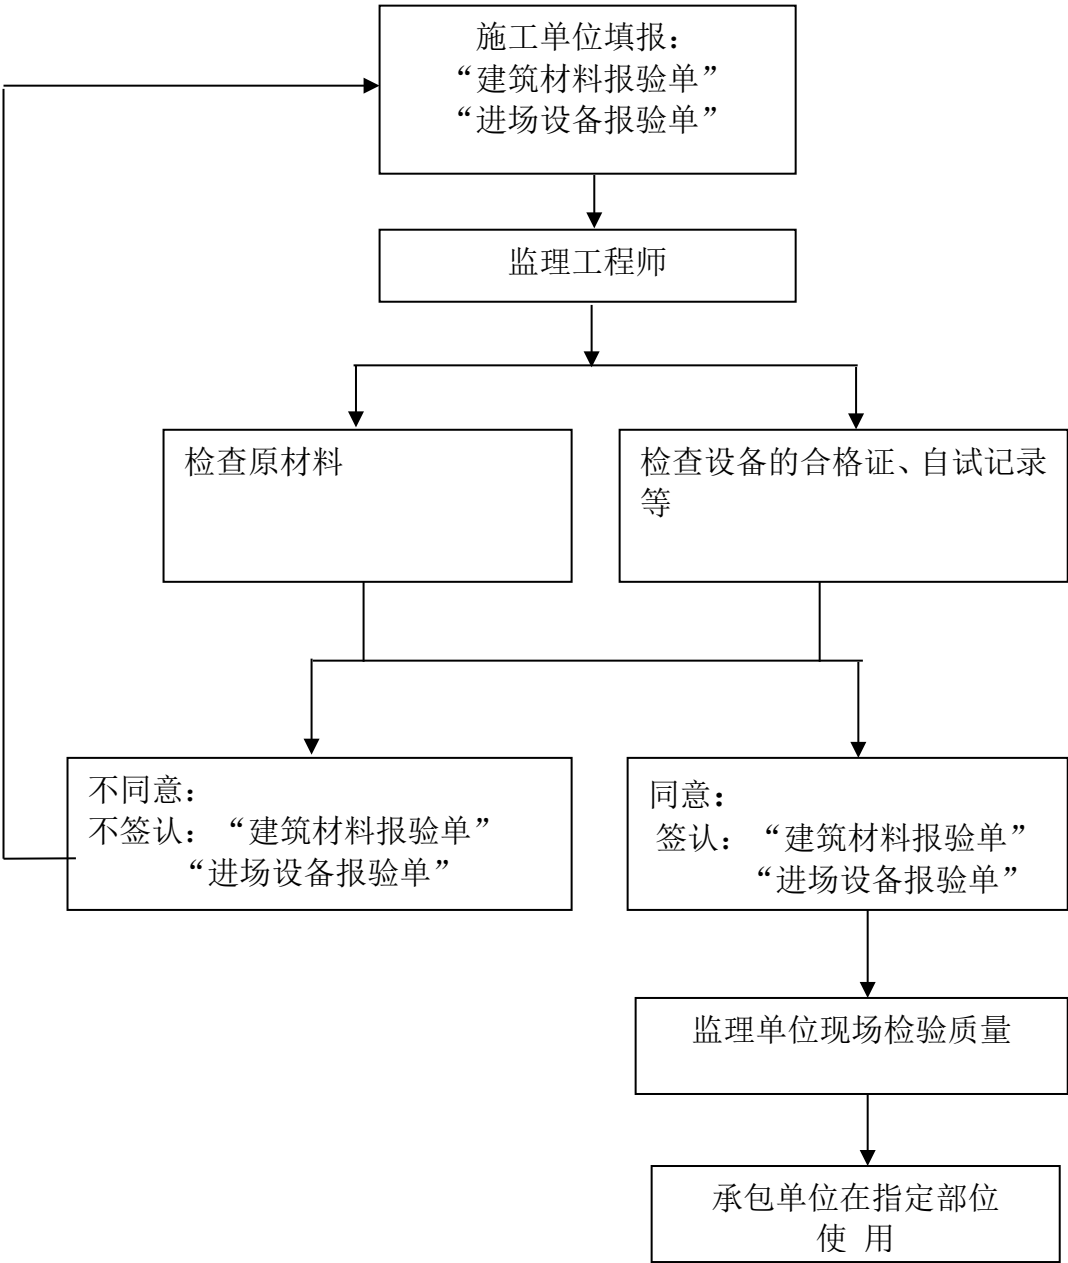 施工单位填报：
“建筑材料报验单”
“进场设备报验单”
监理工程师
检查原材料
检查设备的合格证、自试记录
等
不同意：
不签认：“建筑材料报验单”
“进场设备报验单”
同意：
签认：“建筑材料报验单”
“进场设备报验单”
监理单位现场检验质量
承包单位在指定部位
使 用